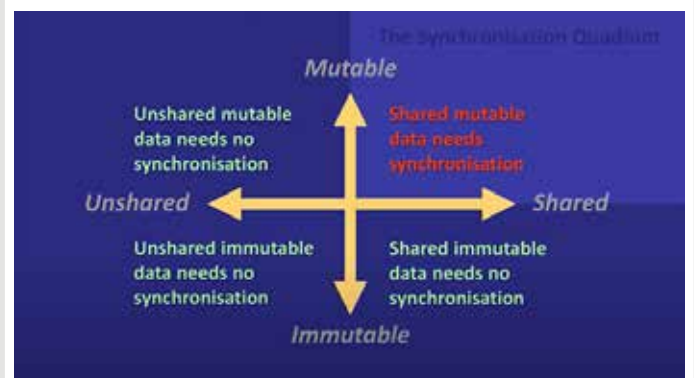 The Synchronisation Quadrant
Mutable
Unshared mutable
data needs no
synchronisation
Shared mutable
data needs
synchronisation
Unshared
Shared
Unshared immutable
data needs no
synchronisation
Shared immutable
data needs no
synchronisation
Immutable